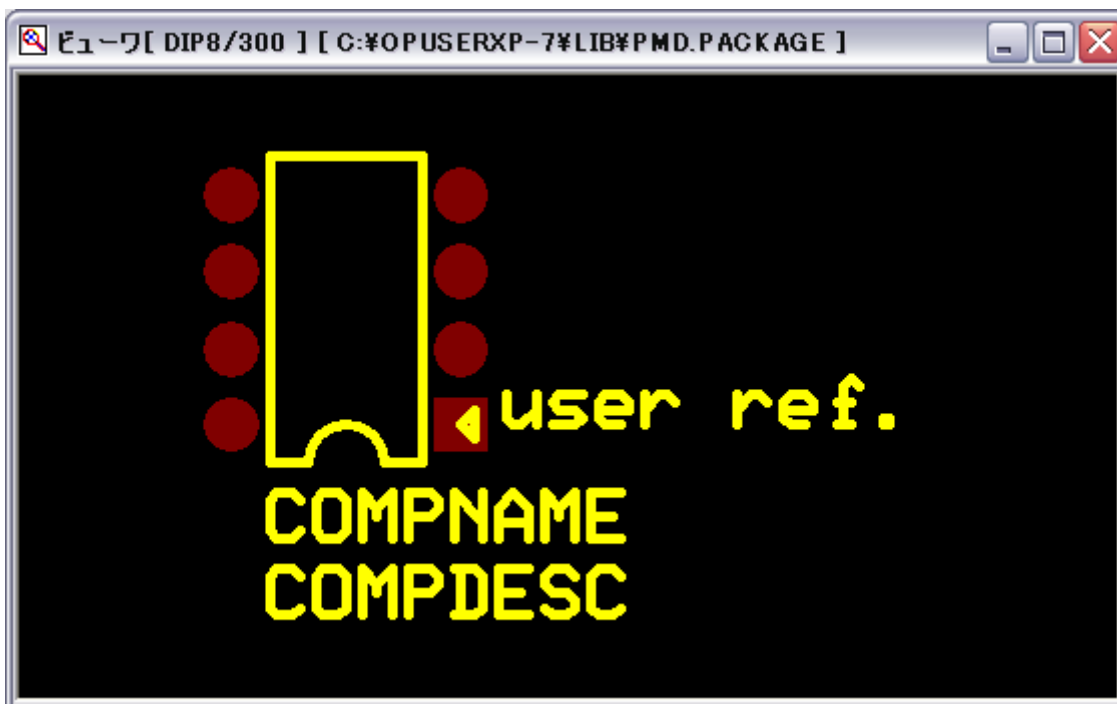 ビューワ[ DIP8/300 ] [ C:¥OPUSERXP-7¥LIB¥PMD.PACKAGE ]
user ref.
COMPNAME
COMPDESC